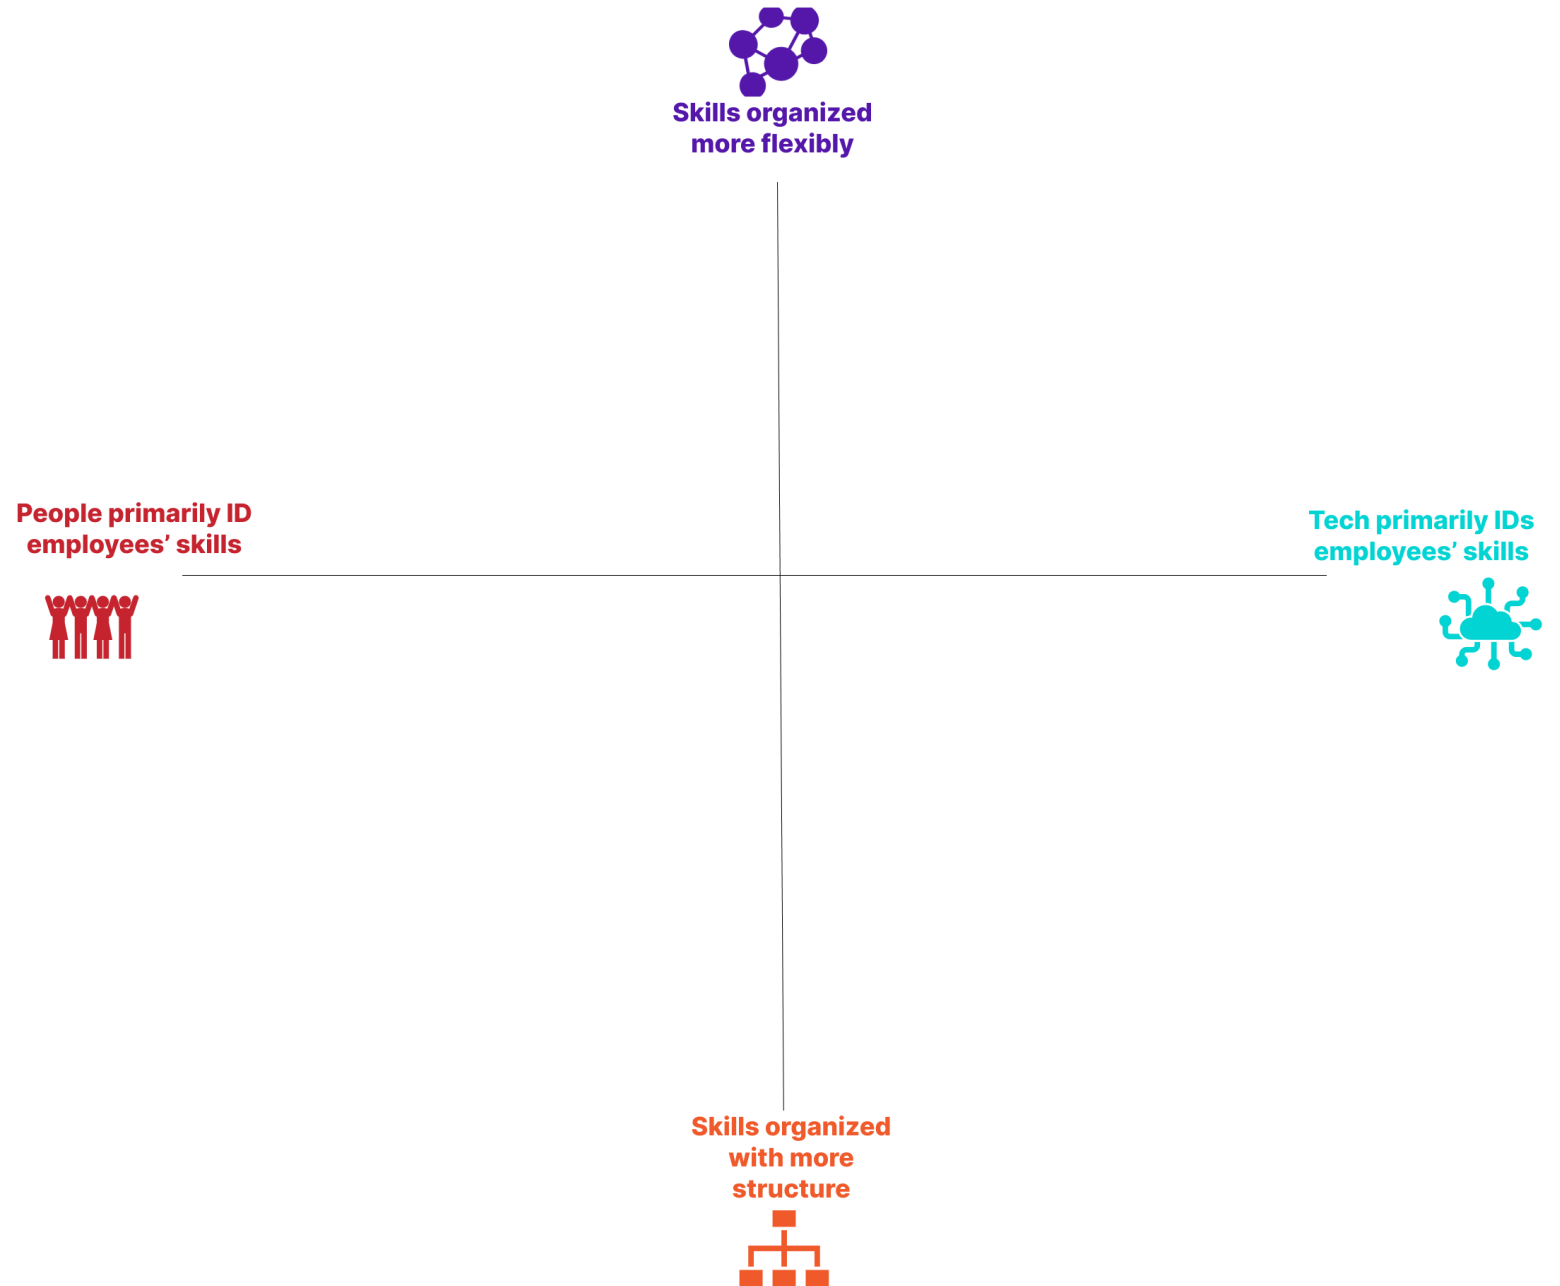 Skills organized
more flexibly
People primarily ID
employees’ skills
Tech primarily IDs
employees’ skills
Skills organized
with more
structure